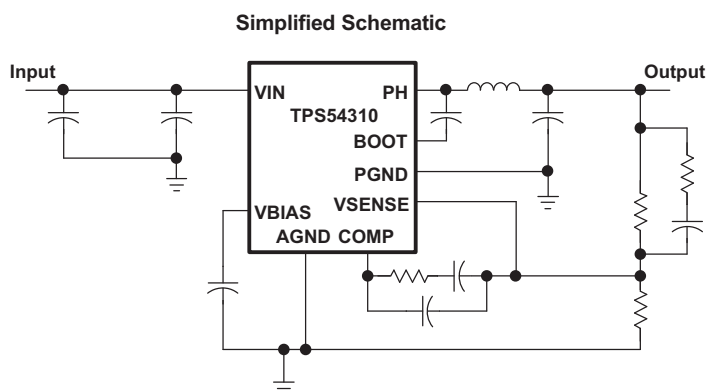 Simplified Schematic
Input
Output
VIN
PH
TPS54310
BOOT
PGND
VBIAS
VSENSE
AGND COMP